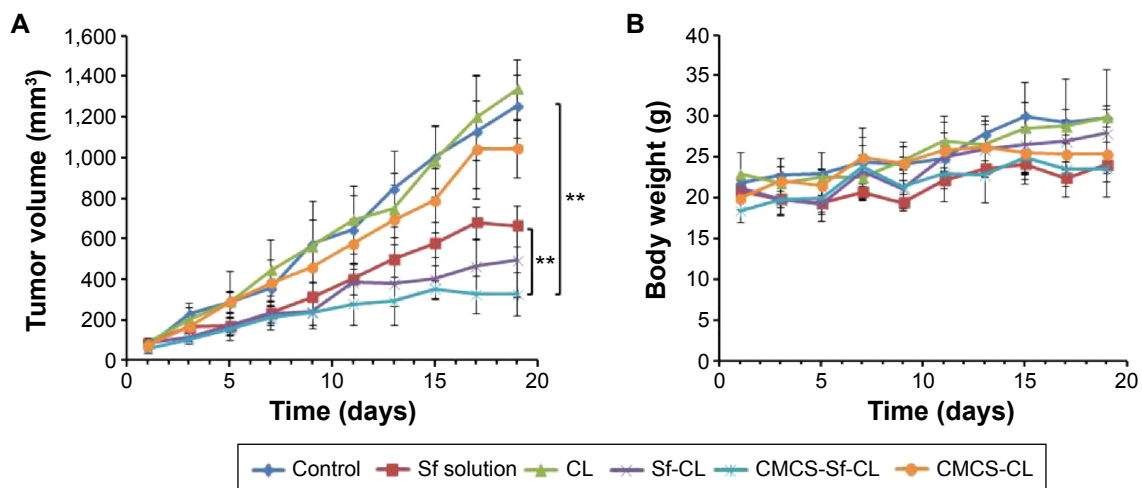 A
Tumor volume (mm³)
1,600
1,400
1,200
1,000
800
600
400
200
0
0 5 10 15 20
Time (days)
**
**
B
Body weight (g)
40
35
30
25
20
15
10
5
0
0 5 10 15 20
Time (days)
Control Sf solution CL Sf-CL CMCS-Sf-CL CMCS-CL